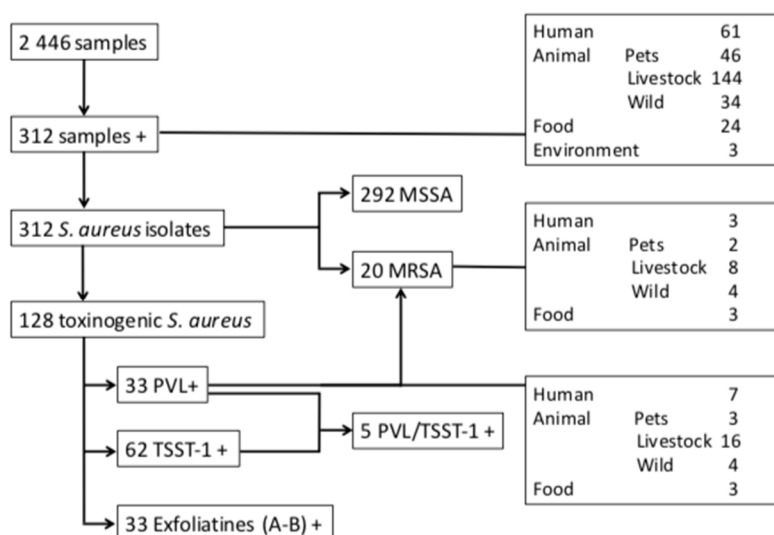 2 446 samples
312 samples +
312 S. aureus isolates
128 toxinogenic S. aureus
33 PVL+
62 TSST-1 +
33 Exfoliatines (A-B) +
292 MSSA
20 MRSA
5 PVL/TSST-1 +
Human 61
Animal Pets 46
Livestock 144
Wild 34
Food 24
Environment 3
Human 3
Animal Pets 2
Livestock 8
Wild 4
Food 3
Human 7
Animal Pets 3
Livestock 16
Wild 4
Food 3